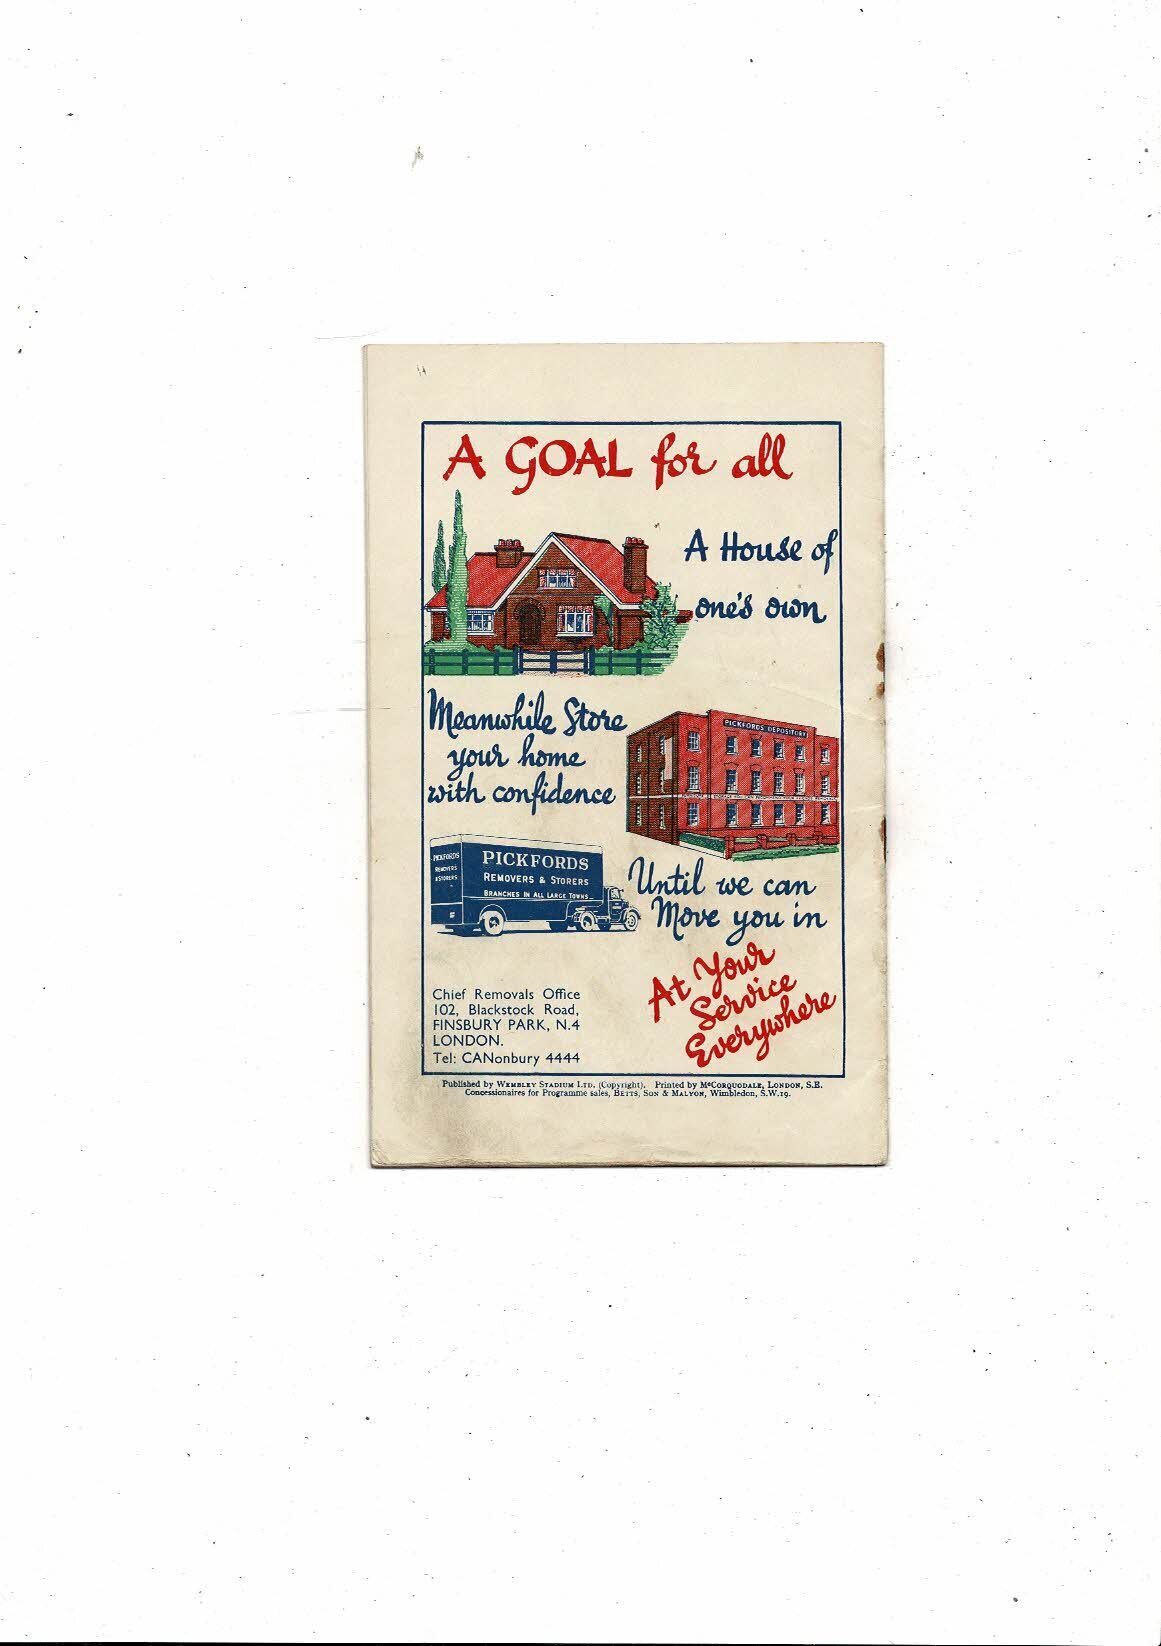 A GOAL for all
A House of
one's own
Meanwhile Store
your home
with confidence
PICKFORDS' DEPOSITORY
PICKFORDS
REMOVERS
& STORERS
PICKFORDS
REMOVERS & STORERS
BRANCHES IN ALL LARGE TOWNS
Until we can
Move you in
At Your
Service
Everywhere
Chief Removals Office
102, Blackstock Road,
FINSBURY PARK, N.4
LONDON.
Tel: CANonbury 4444
Published by WEMBLEY STADIUM LTD. (Copyright). Printed by McCORQUODALE, LONDON, S.E.
Concessionaires for Programme sales, BETTS, SON & MALYON, Wimbledon, S.W.19.